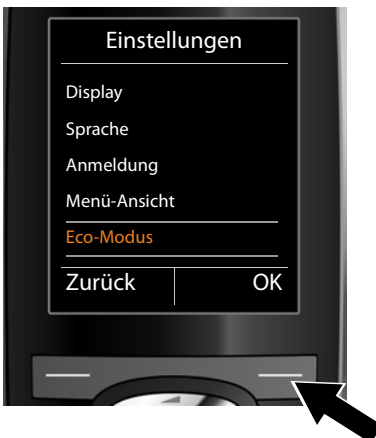 Einstellungen
Display
Sprache
Anmeldung
Menü-Ansicht
Eco-Modus
Zurück OK